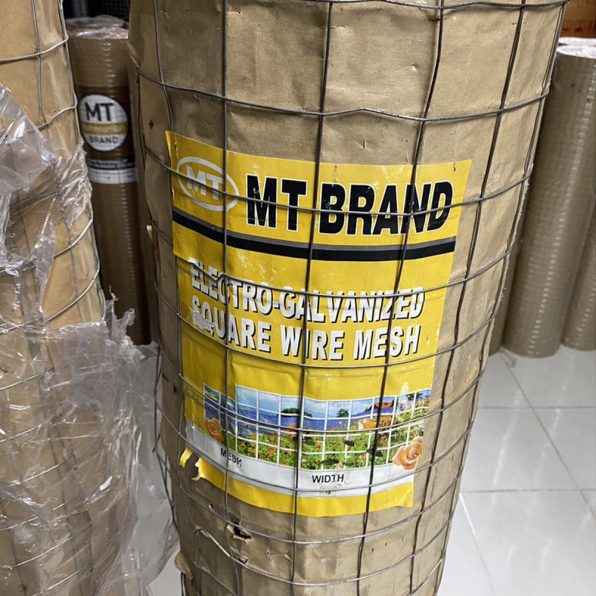 MT
BRAND
MT
MT BRAND
ELECTRO-GALVANIZED
SQUARE WIRE MESH
MESH
WIDTH